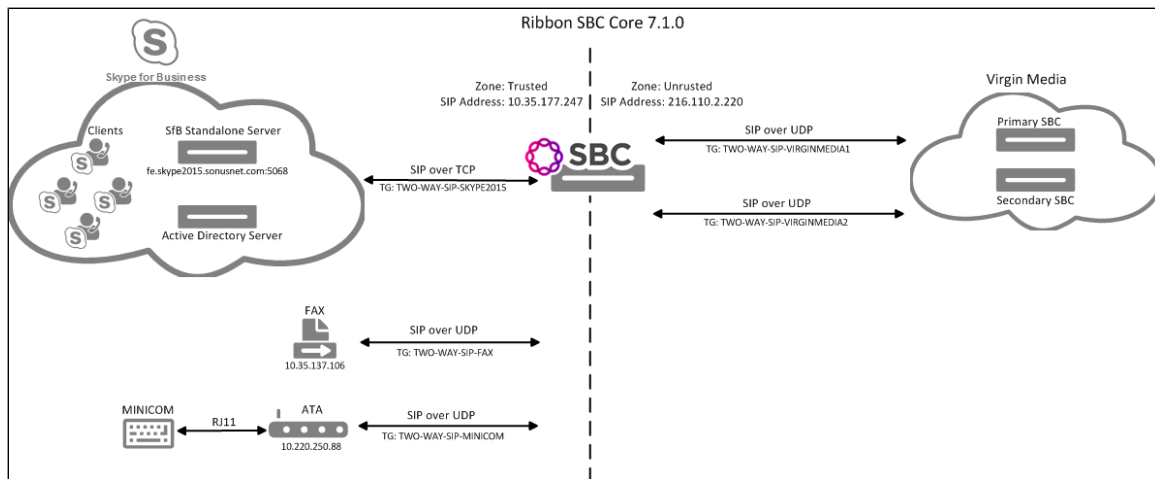 Ribbon SBC Core 7.1.0
Skype for Business
Zone: Trusted
SIP Address: 10.35.177.247
Zone: Unrusted
SIP Address: 216.110.2.220
Virgin Media
Clients
SfB Standalone Server
fe.skype2015.sonusnet.com:5068
Active Directory Server
SIP over TCP
TG: TWO-WAY-SIP-SKYPE2015
SBC
SIP over UDP
TG: TWO-WAY-SIP-VIRGINMEDIA1
SIP over UDP
TG: TWO-WAY-SIP-VIRGINMEDIA2
Primary SBC
Secondary SBC
FAX
10.35.137.106
SIP over UDP
TG: TWO-WAY-SIP-FAX
MINICOM
RJ11
ATA
10.220.250.88
SIP over UDP
TG: TWO-WAY-SIP-MINICOM